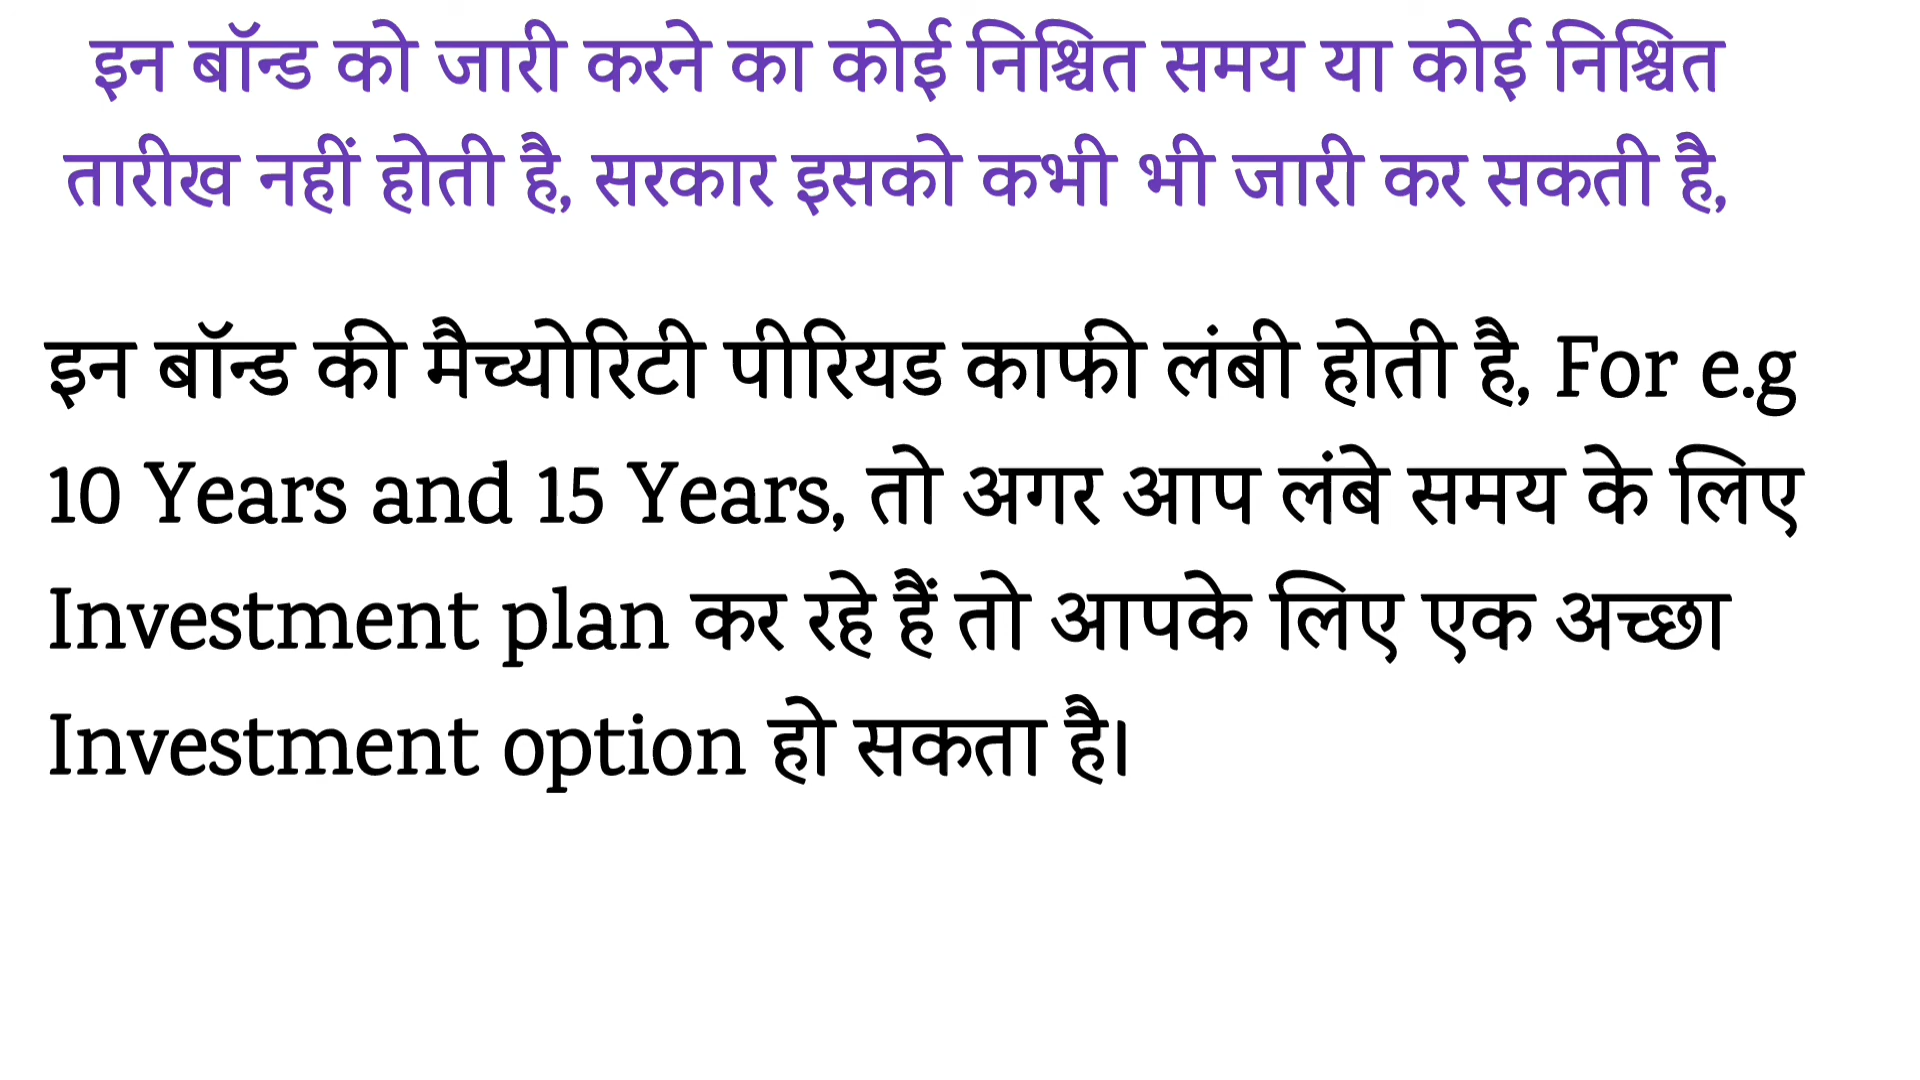 इन बॉन्ड को जारी करने का कोई निश्चित समय या कोई निश्चित
तारीख नहीं होती है, सरकार इसको कभी भी जारी कर सकती है,
इन बॉन्ड की मैच्योरिटी पीरियड काफी लंबी होती है, For e.g
10 Years and 15 Years, तो अगर आप लंबे समय के लिए
Investment plan कर रहे हैं तो आपके लिए एक अच्छा
Investment option हो सकता है।